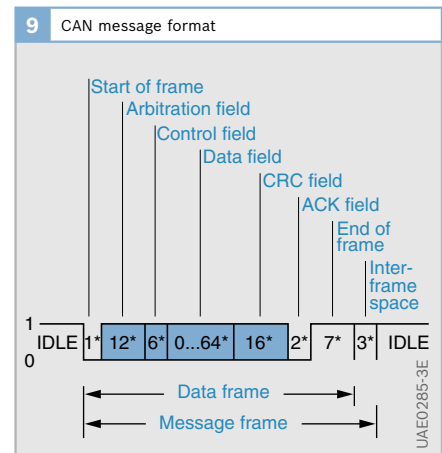 9 CAN message format
Start of frame
Arbitration field
Control field
Data field
CRC field
ACK field
End of
frame
Inter-
frame
space
1
IDLE 1* 12* 6* 0...64* 16* 2* 7* 3* IDLE
0
Data frame
Message frame
UAE0285-3E